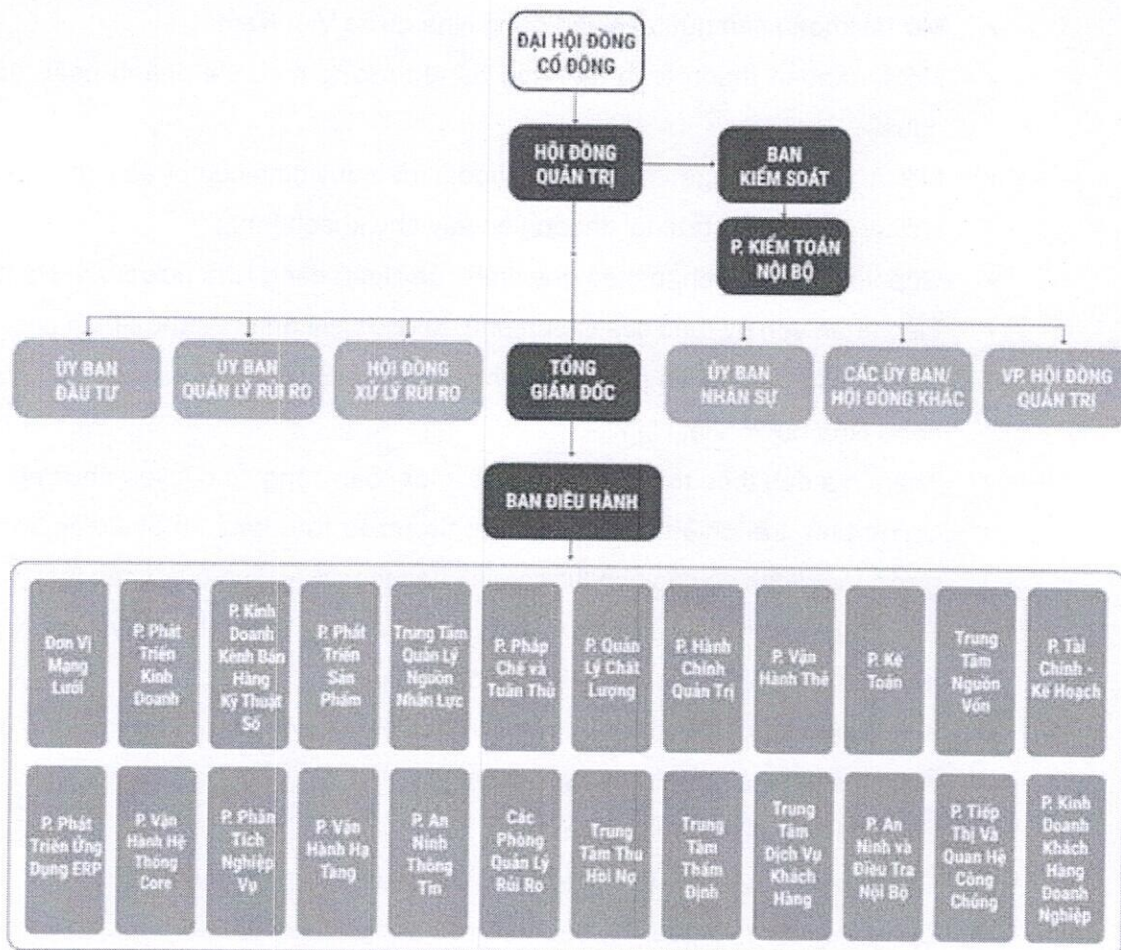 ĐẠI HỘI ĐỒNG
CỔ ĐÔNG
HỘI ĐỒNG
QUẢN TRỊ
BAN
KIỂM SOÁT
P. KIỂM TOÁN
NỘI BỘ
ỦY BAN
ĐẦU TƯ
ỦY BAN
QUẢN LÝ RỦI RO
HỘI ĐỒNG
XỬ LÝ RỦI RO
TỔNG
GIÁM ĐỐC
ỦY BAN
NHÂN SỰ
CÁC ỦY BAN/
HỘI ĐỒNG KHÁC
VP. HỘI ĐỒNG
QUẢN TRỊ
BAN ĐIỀU HÀNH
Đơn Vị
Mạng
Lưới
P. Phát
Triển
Kinh
Doanh
P. Kinh
Doanh
Kênh Bán
Hàng
Kỹ Thuật
Số
P. Phát
Triển
Sản
Phẩm
Trung Tâm
Quản Lý
Nguồn
Nhân Lực
P. Pháp
Chế và
Tuân Thủ
P. Quản
Lý Chất
Lượng
P. Hành
Chính
Quản Trị
P. Vận
Hành Thẻ
P. Kế
Toán
Trung
Tâm
Nguồn
Vốn
P. Tài
Chính -
Kế Hoạch
P. Phát
Triển Ứng
Dụng ERP
P. Vận
Hành Hệ
Thống
Core
P. Phân
Tích
Nghiệp
Vụ
P. Vận
Hành Hạ
Tầng
P. An
Ninh
Thông
Tin
Các
Phòng
Quản Lý
Rủi Ro
Trung
Tâm Thu
Hồi Nợ
Trung
Tâm
Thẩm
Định
Trung
Tâm
Dịch Vụ
Khách
Hàng
P. An
Ninh và
Điều Tra
Nội Bộ
P. Tiếp
Thị Và
Quan Hệ
Công
Chúng
P. Kinh
Doanh
Khách
Hàng
Doanh
Nghiệp